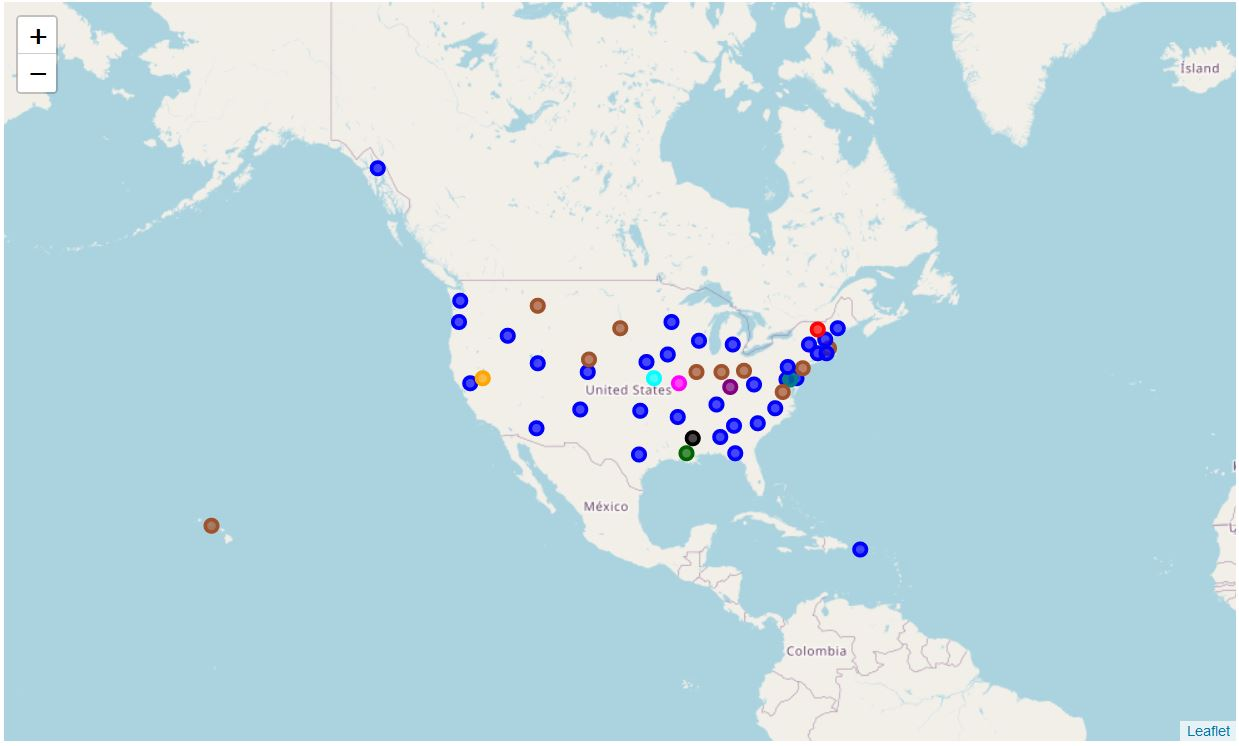 +
−
Ísland
United States
México
Colombia
Leaflet